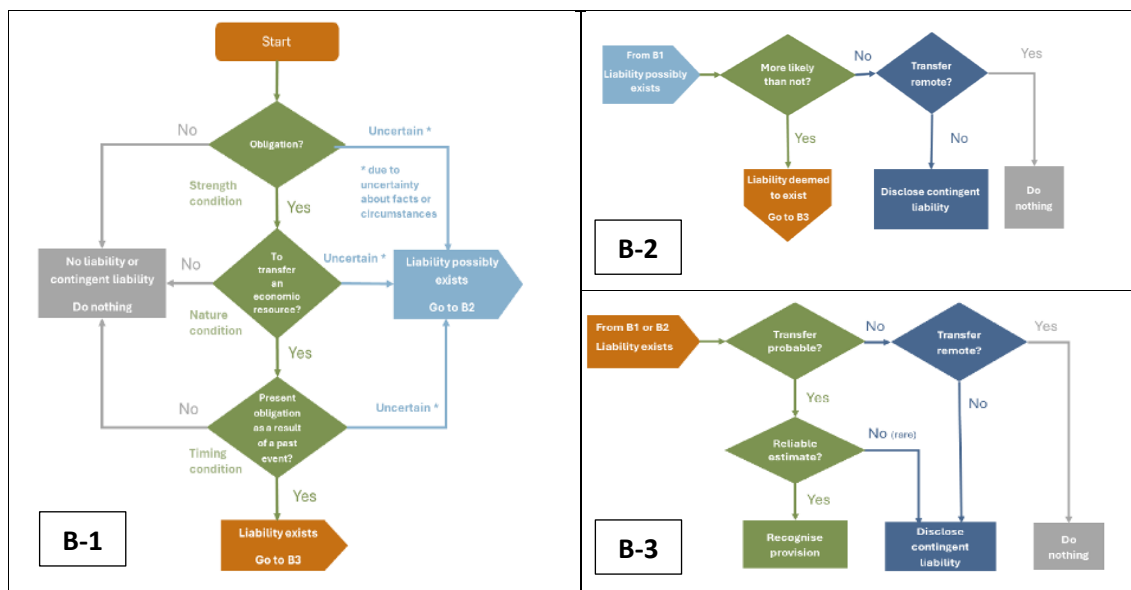 Start
Obligation?
No
Uncertain *
* due to
uncertainty
about facts or
circumstances
Strength
condition
Yes
To
transfer
an
economic
resource?
No
Uncertain *
No liability or
contingent liability
Do nothing
Liability possibly
exists
Go to B2
Nature
condition
Yes
Present
obligation
as a result
of a past
event?
No
Uncertain *
Timing
condition
Yes
Liability exists
Go to B3
B-1
From B1
Liability possibly
exists
More likely
than not?
No
Transfer
remote?
Yes
Yes
No
Liability deemed
to exist
Go to B3
Disclose contingent
liability
Do
nothing
B-2
From B1 or B2
Liability exists
Transfer
probable?
No
Transfer
remote?
Yes
Yes
No
Reliable
estimate?
No (rare)
Yes
Recognise
provision
Disclose
contingent
liability
Do
nothing
B-3